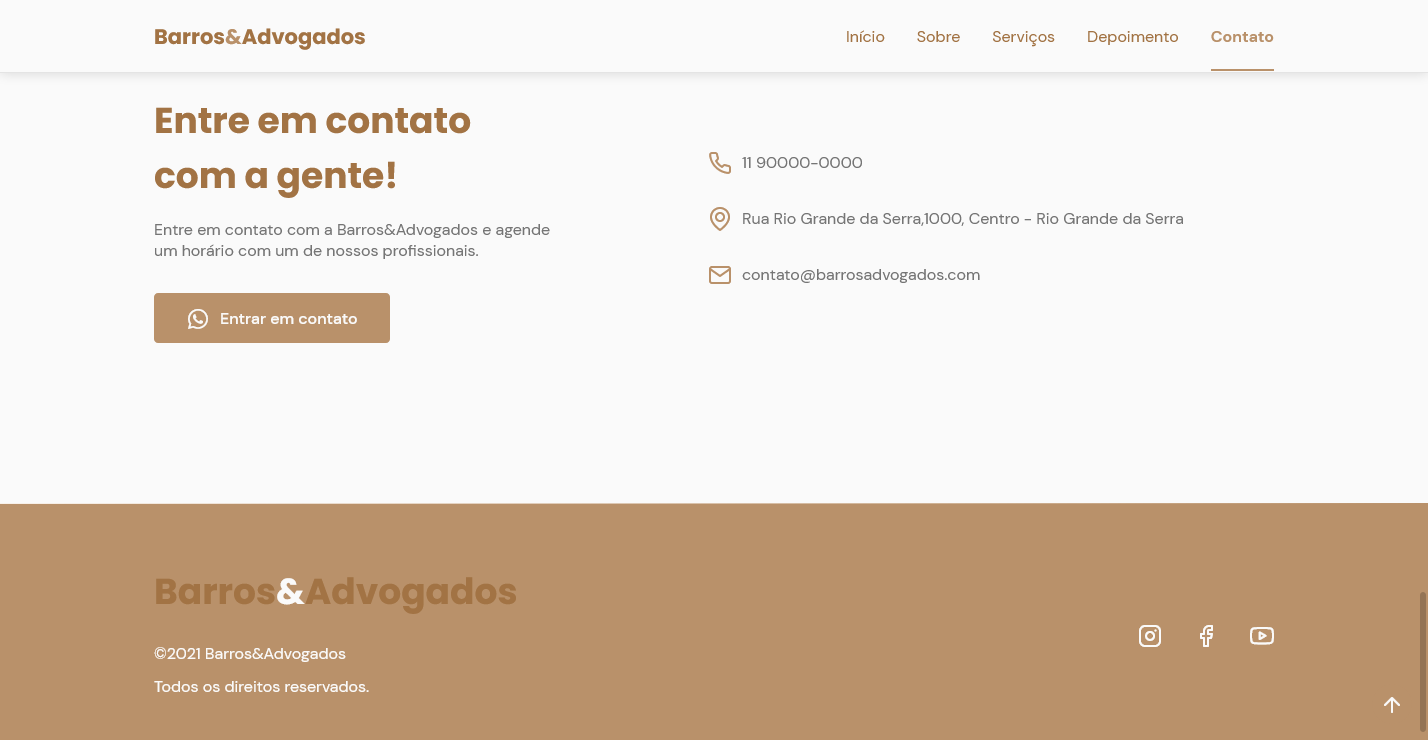 Barros&Advogados
Início
Sobre
Serviços
Depoimento
Contato
Entre em contato
com a gente!
Entre em contato com a Barros&Advogados e agende
um horário com um de nossos profissionais.
Entrar em contato
11 90000-0000
Rua Rio Grande da Serra,1000, Centro - Rio Grande da Serra
contato@barrosadvogados.com
Barros&Advogados
©2021 Barros&Advogados
Todos os direitos reservados.